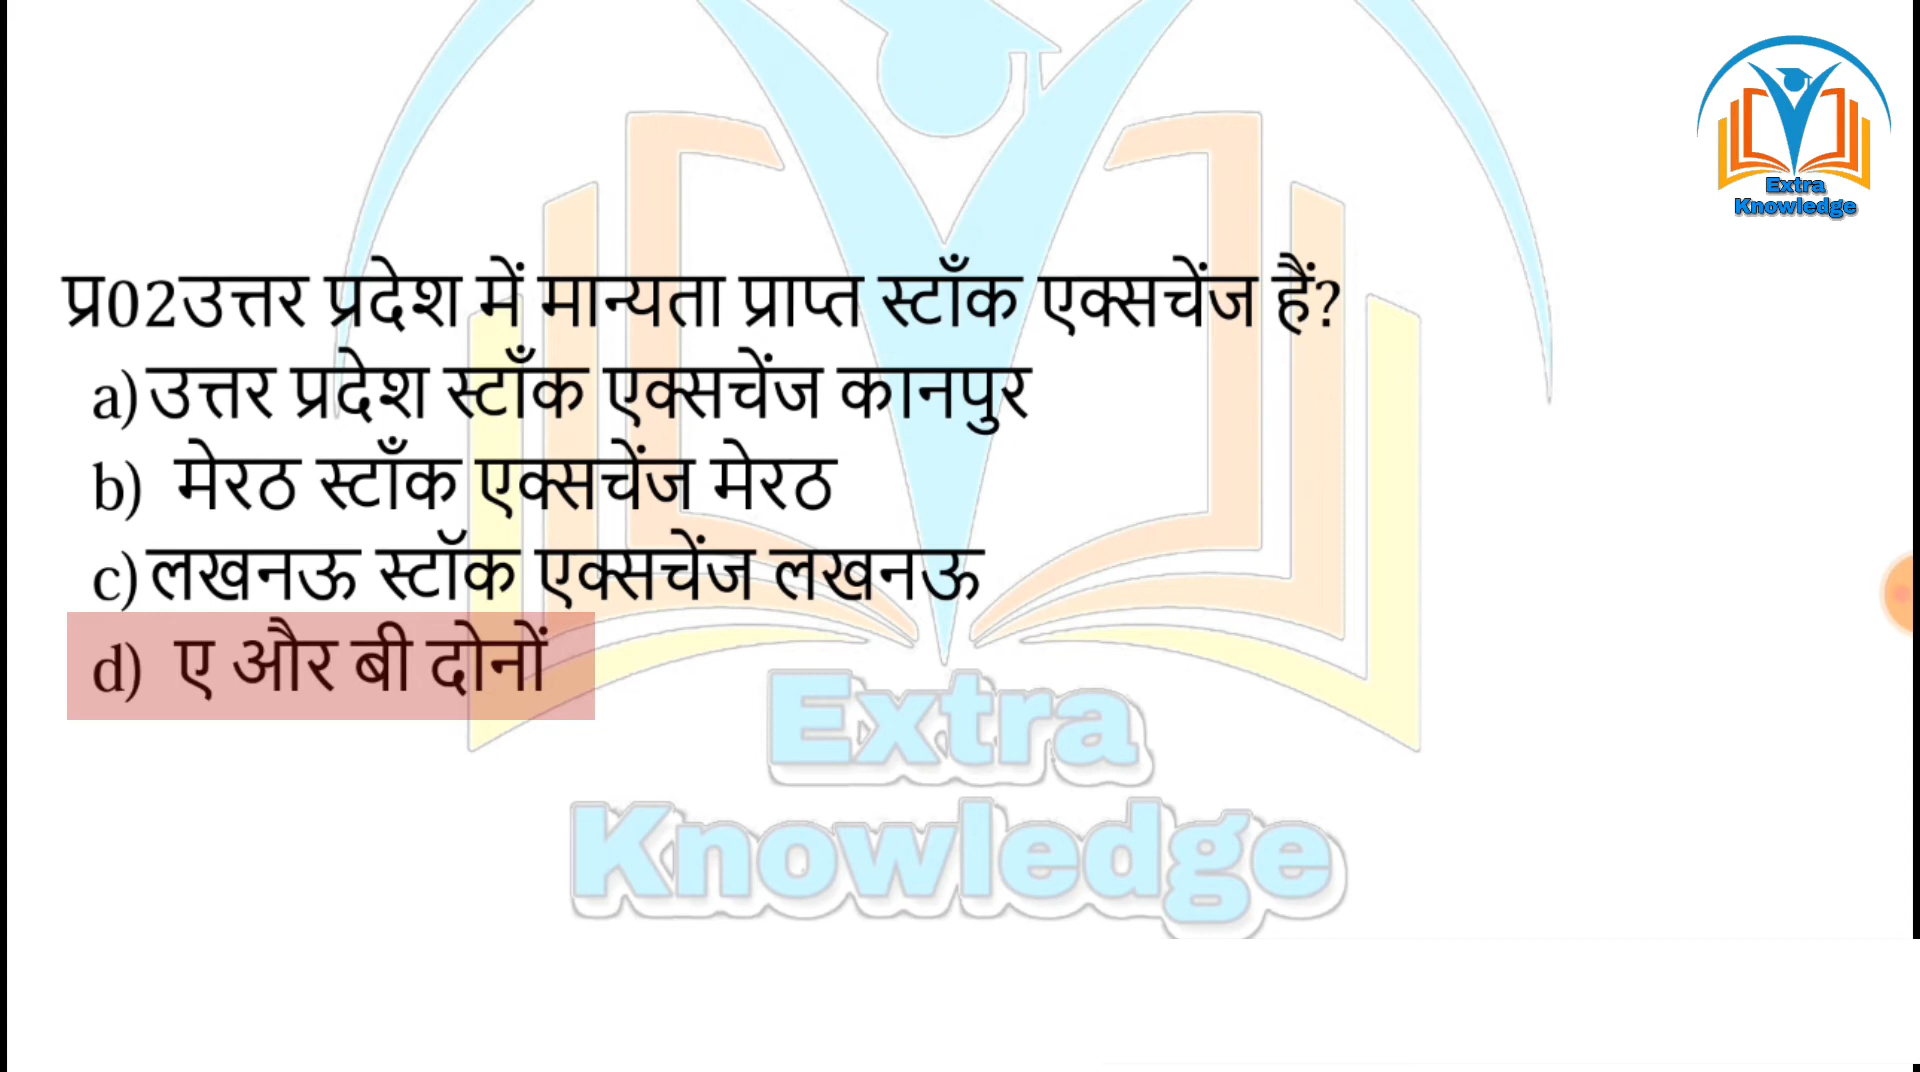 Extra
Knowledge
प्र02उत्तर प्रदेश में मान्यता प्राप्त स्टाँक एक्सचेंज हैं?
a) उत्तर प्रदेश स्टाँक एक्सचेंज कानपुर
b) मेरठ स्टाँक एक्सचेंज मेरठ
c) लखनऊ स्टॉक एक्सचेंज लखनऊ
d) ए और बी दोनों
Extra
Knowledge